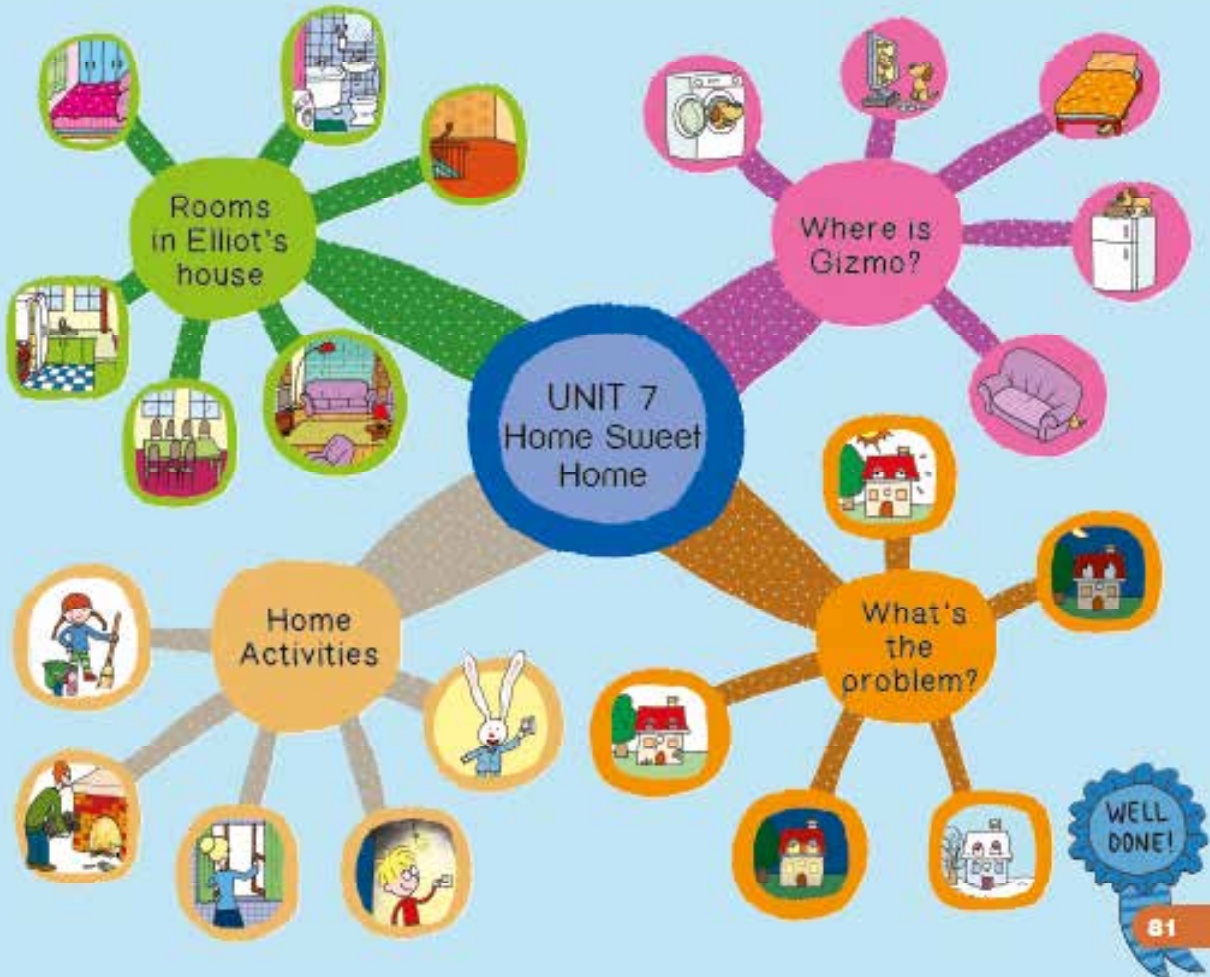 Rooms
in Elliot's
house
Where is
Gizmo?
UNIT 7
Home Sweet
Home
Home
Activities
What's
the
problem?
WELL
DONE!
81